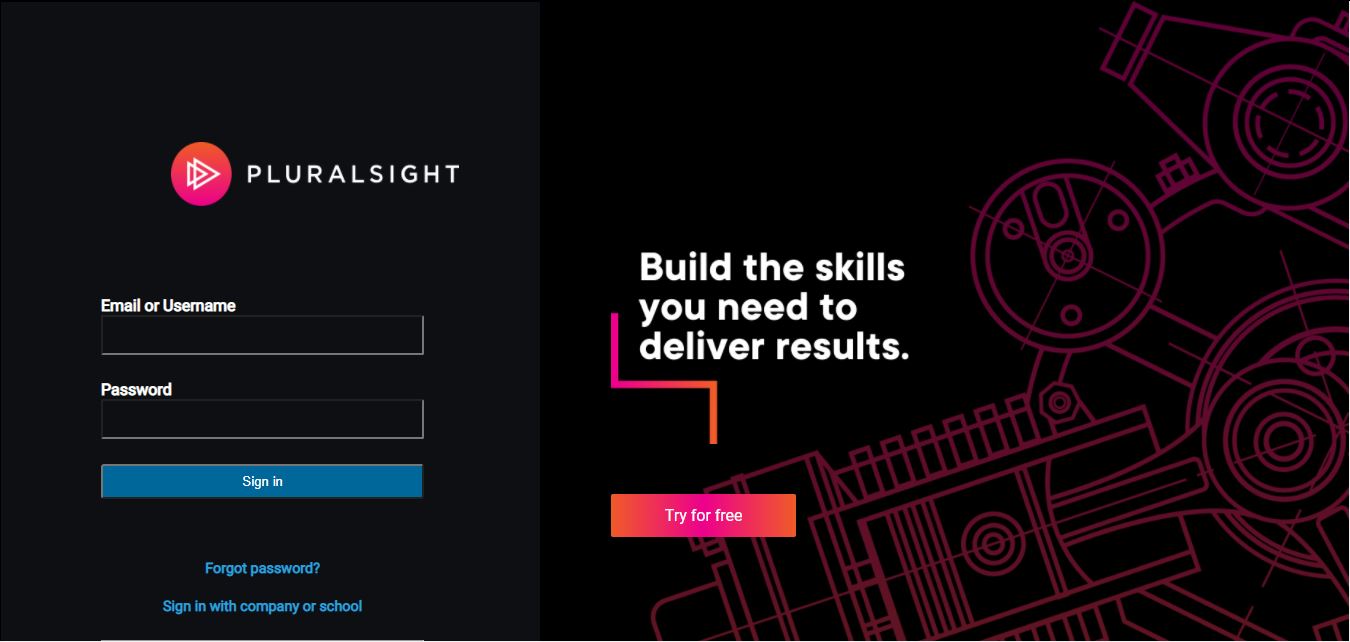 PLURALSIGHT
Email or Username
Password
Sign in
Forgot password?
Sign in with company or school
Build the skills
you need to
deliver results.
Try for free